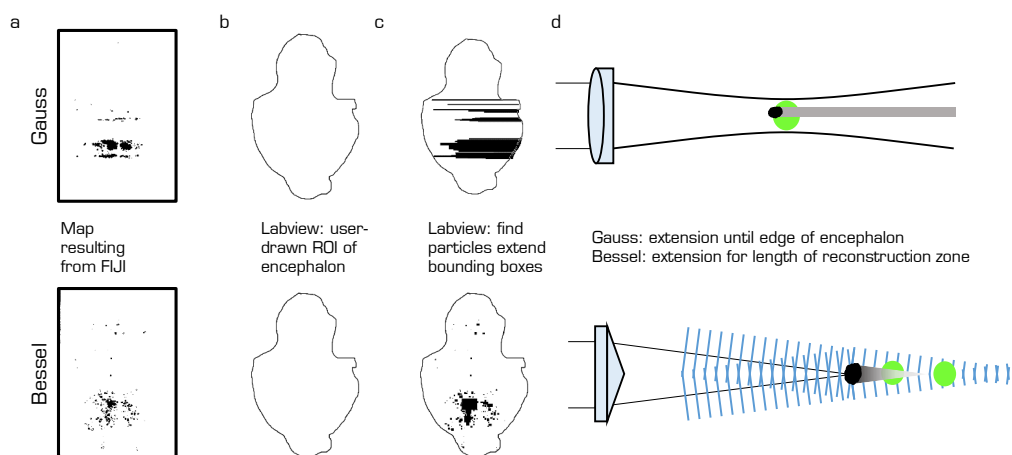 a
b
c
d
Gauss
Map
resulting
from FIJI
Labview: user-
drawn ROI of
encephalon
Labview: find
particles extend
bounding boxes
Gauss: extension until edge of encephalon
Bessel: extension for length of reconstruction zone
Bessel